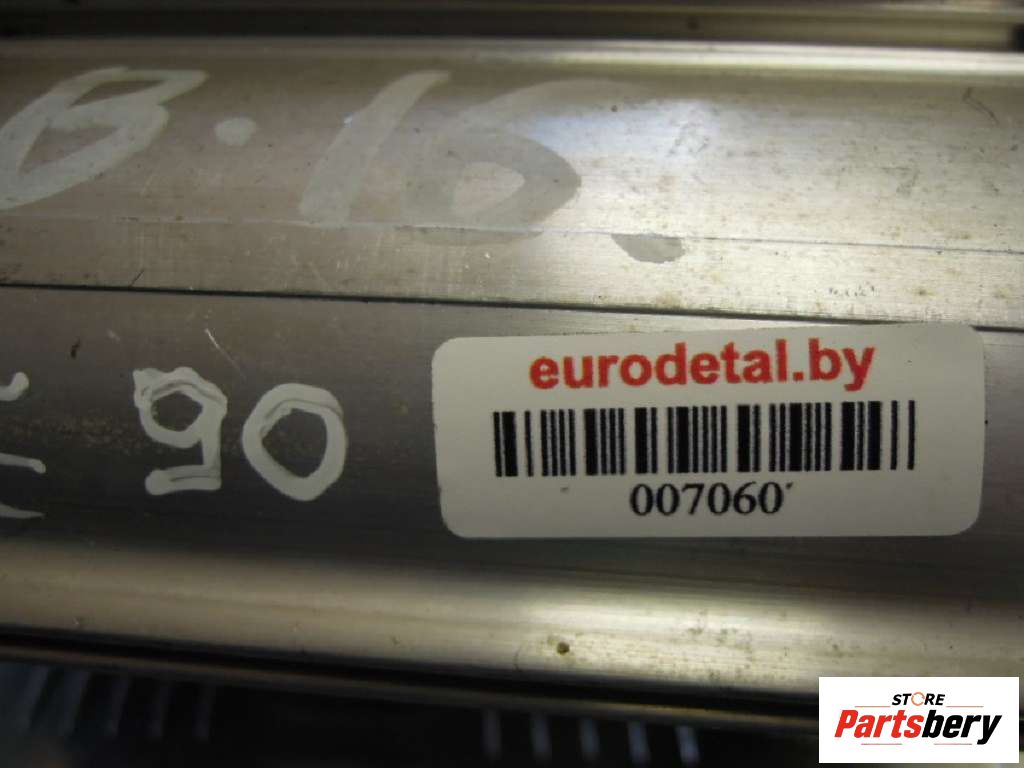 B.16.
90
eurodetal.by
007060
STORE
Partsbery